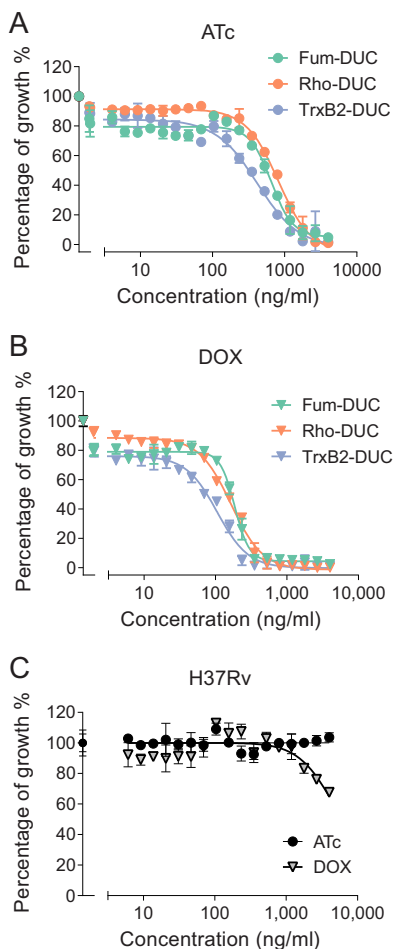 A
ATc
Fum-DUC
Rho-DUC
TrxB2-DUC
Percentage of growth %
120
100
80
60
40
20
0
10
100
1000
10000
Concentration (ng/ml)
B
DOX
Fum-DUC
Rho-DUC
TrxB2-DUC
Percentage of growth %
120
100
80
60
40
20
0
10
100
1,000
10,000
Concentration (ng/ml)
C
H37Rv
Percentage of growth %
120
100
80
60
40
20
0
ATc
DOX
10
100
1,000
10,000
Concentration (ng/ml)